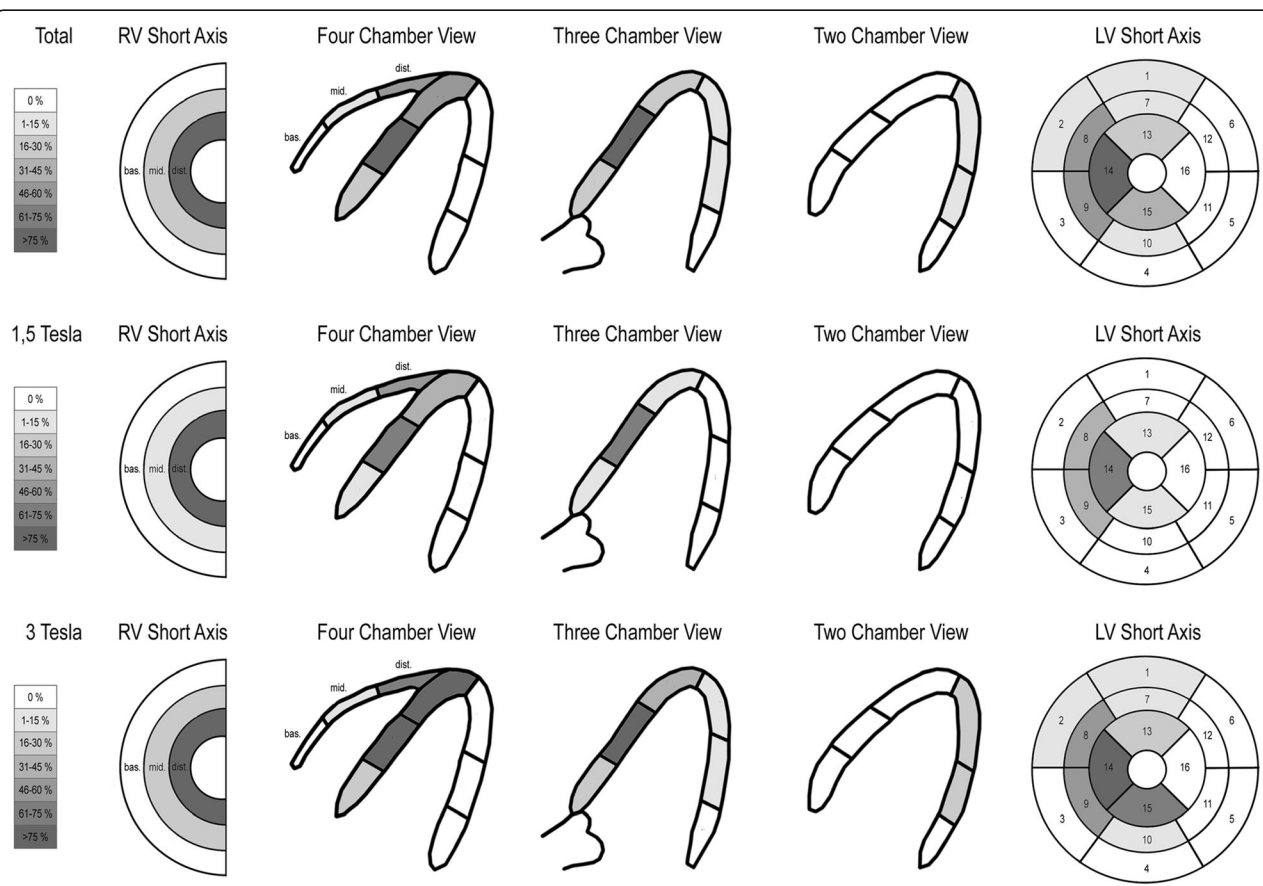 Total RV Short Axis Four Chamber View Three Chamber View Two Chamber View LV Short Axis
0 %
1-15 %
16-30 %
31-45 %
46-60 %
61-75 %
>75 %
bas. mid. dist.
bas. mid. dist.
1
2 7 6
8 13 12
14 16
9 15 11
3 10 5
4
1,5 Tesla RV Short Axis Four Chamber View Three Chamber View Two Chamber View LV Short Axis
0 %
1-15 %
16-30 %
31-45 %
46-60 %
61-75 %
>75 %
bas. mid. dist.
bas. mid. dist.
1
2 7 6
8 13 12
14 16
9 15 11
3 10 5
4
3 Tesla RV Short Axis Four Chamber View Three Chamber View Two Chamber View LV Short Axis
0 %
1-15 %
16-30 %
31-45 %
46-60 %
61-75 %
>75 %
bas. mid. dist.
bas. mid. dist.
1
2 7 6
8 13 12
14 16
9 15 11
3 10 5
4